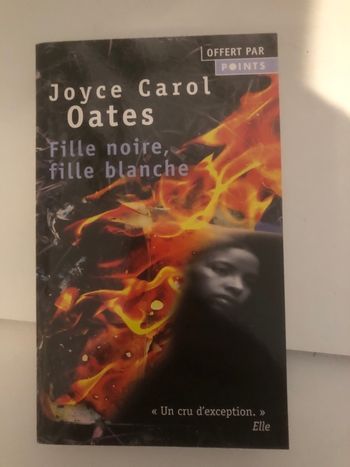 OFFERT PAR
POINTS
Joyce Carol
Oates
Fille noire,
fille blanche
« Un cru d'exception. »
Elle